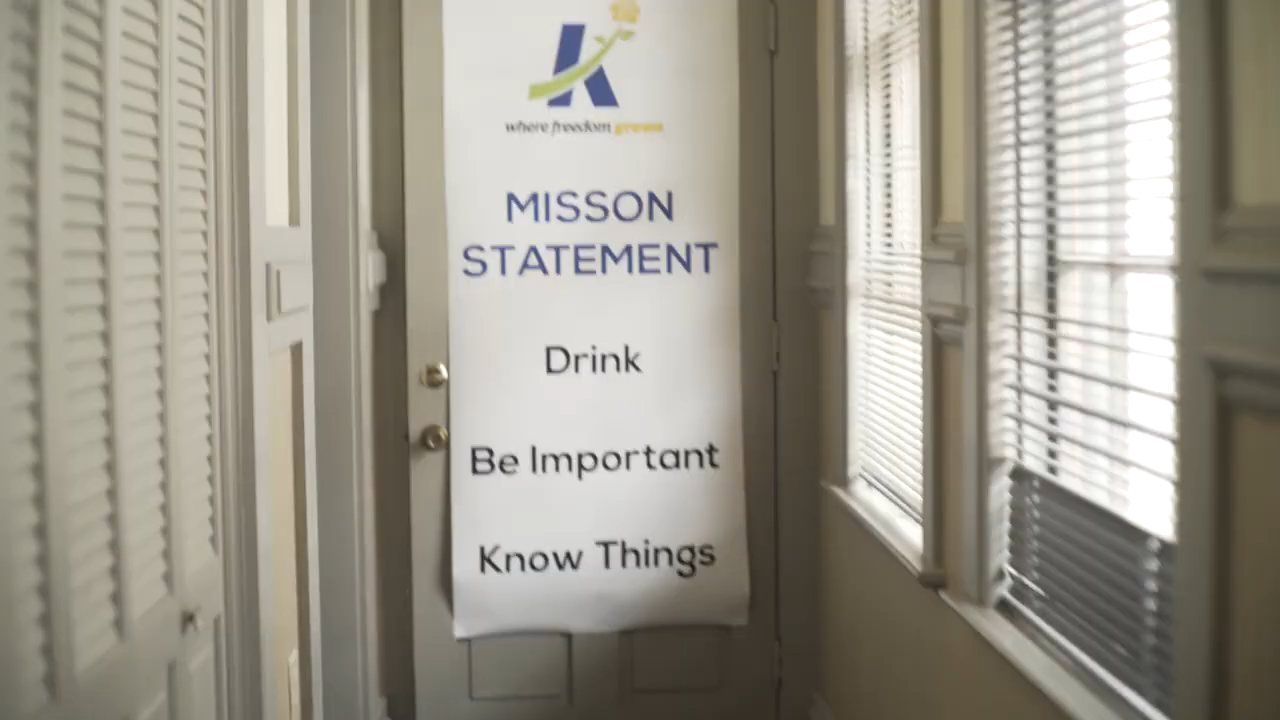 where freedom grows
MISSON
STATEMENT
Drink
Be Important
Know Things